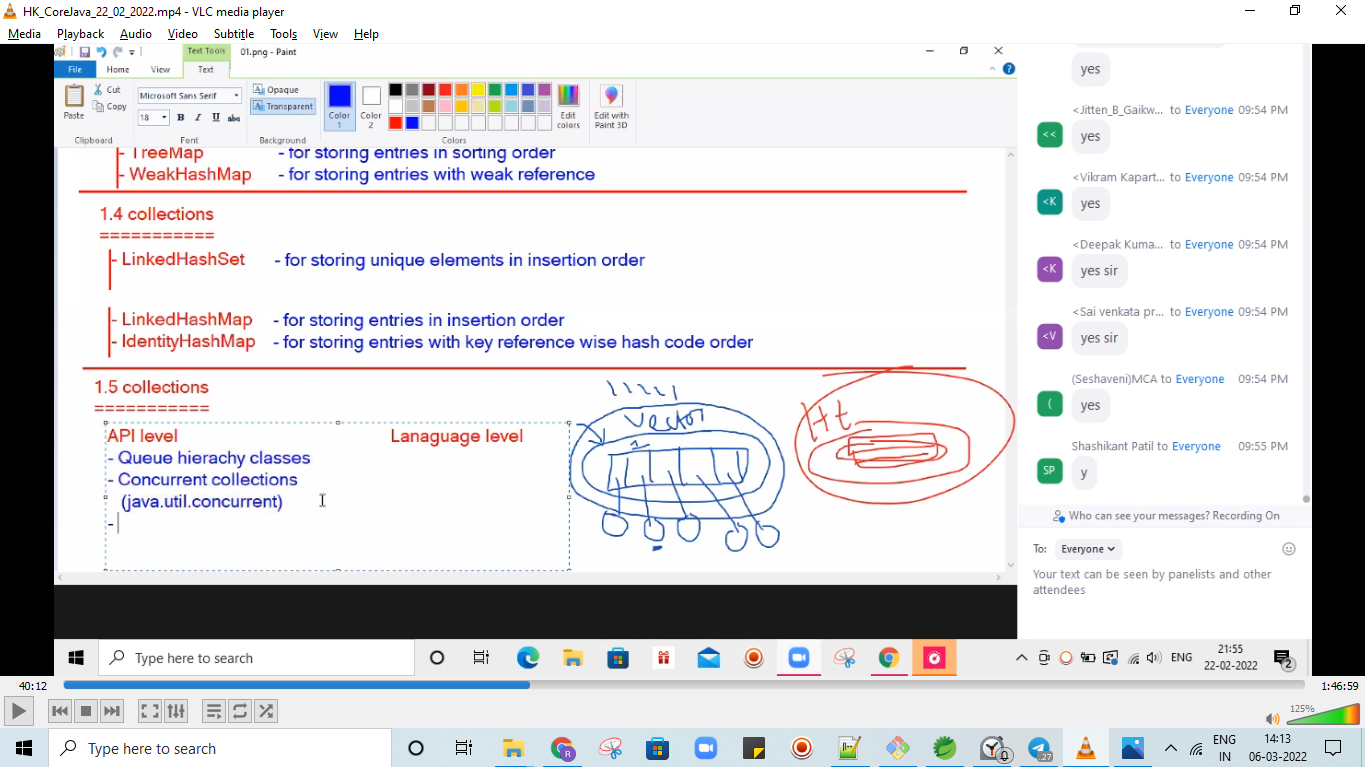 HK_CoreJava_22_02_2022.mp4 - VLC media player
Media Playback Audio Video Subtitle Tools View Help
Text Tools 01.png - Paint
File Home View Text
Paste Cut Copy
Clipboard
Microsoft Sans Serif
18 B I U abc
Font
Opaque
Transparent
Background
Color 1
Color 2
Colors
Edit colors
Edit with Paint 3D
- TreeMap - for storing entries in sorting order
- WeakHashMap - for storing entries with weak reference
1.4 collections
===========
- LinkedHashSet - for storing unique elements in insertion order
- LinkedHashMap - for storing entries in insertion order
- IdentityHashMap - for storing entries with key reference wise hash code order
1.5 collections
===========
API level Lanaguage level
- Queue hierachy classes
- Concurrent collections
(java.util.concurrent)
-
Vector
Ht
yes
<Jitten_B_Gaikw... to Everyone 09:54 PM
<< yes
<Vikram Kapart... to Everyone 09:54 PM
<K yes
<Deepak Kuma... to Everyone 09:54 PM
<K yes sir
<Sai venkata pr... to Everyone 09:54 PM
<V yes sir
(Seshaveni)MCA to Everyone 09:54 PM
( yes
Shashikant Patil to Everyone 09:55 PM
SP y
Who can see your messages? Recording On
To: Everyone
Your text can be seen by panelists and other
attendees
Type here to search
ENG
21:55
22-02-2022
2
40:12 1:46:59
125%
Type here to search
R
27
ENG
IN
14:13
06-03-2022